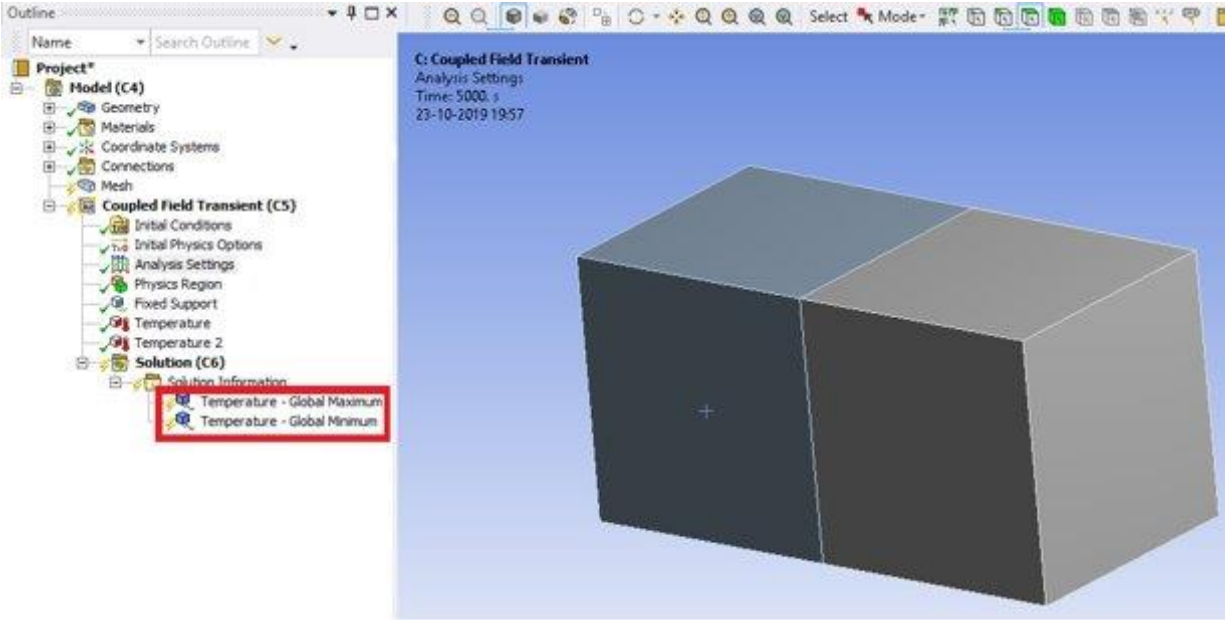 Outline
Name
Search Outline
Select
Mode
Project*
Model (C4)
Geometry
Materials
Coordinate Systems
Connections
Mesh
Coupled Field Transient (C5)
Initial Conditions
Initial Physics Options
Analysis Settings
Physics Region
Fixed Support
Temperature
Temperature 2
Solution (C6)
Solution Information
Temperature - Global Maximum
Temperature - Global Minimum
C: Coupled Field Transient
Analysis Settings
Time: 5000. s
23-10-2019 19:57